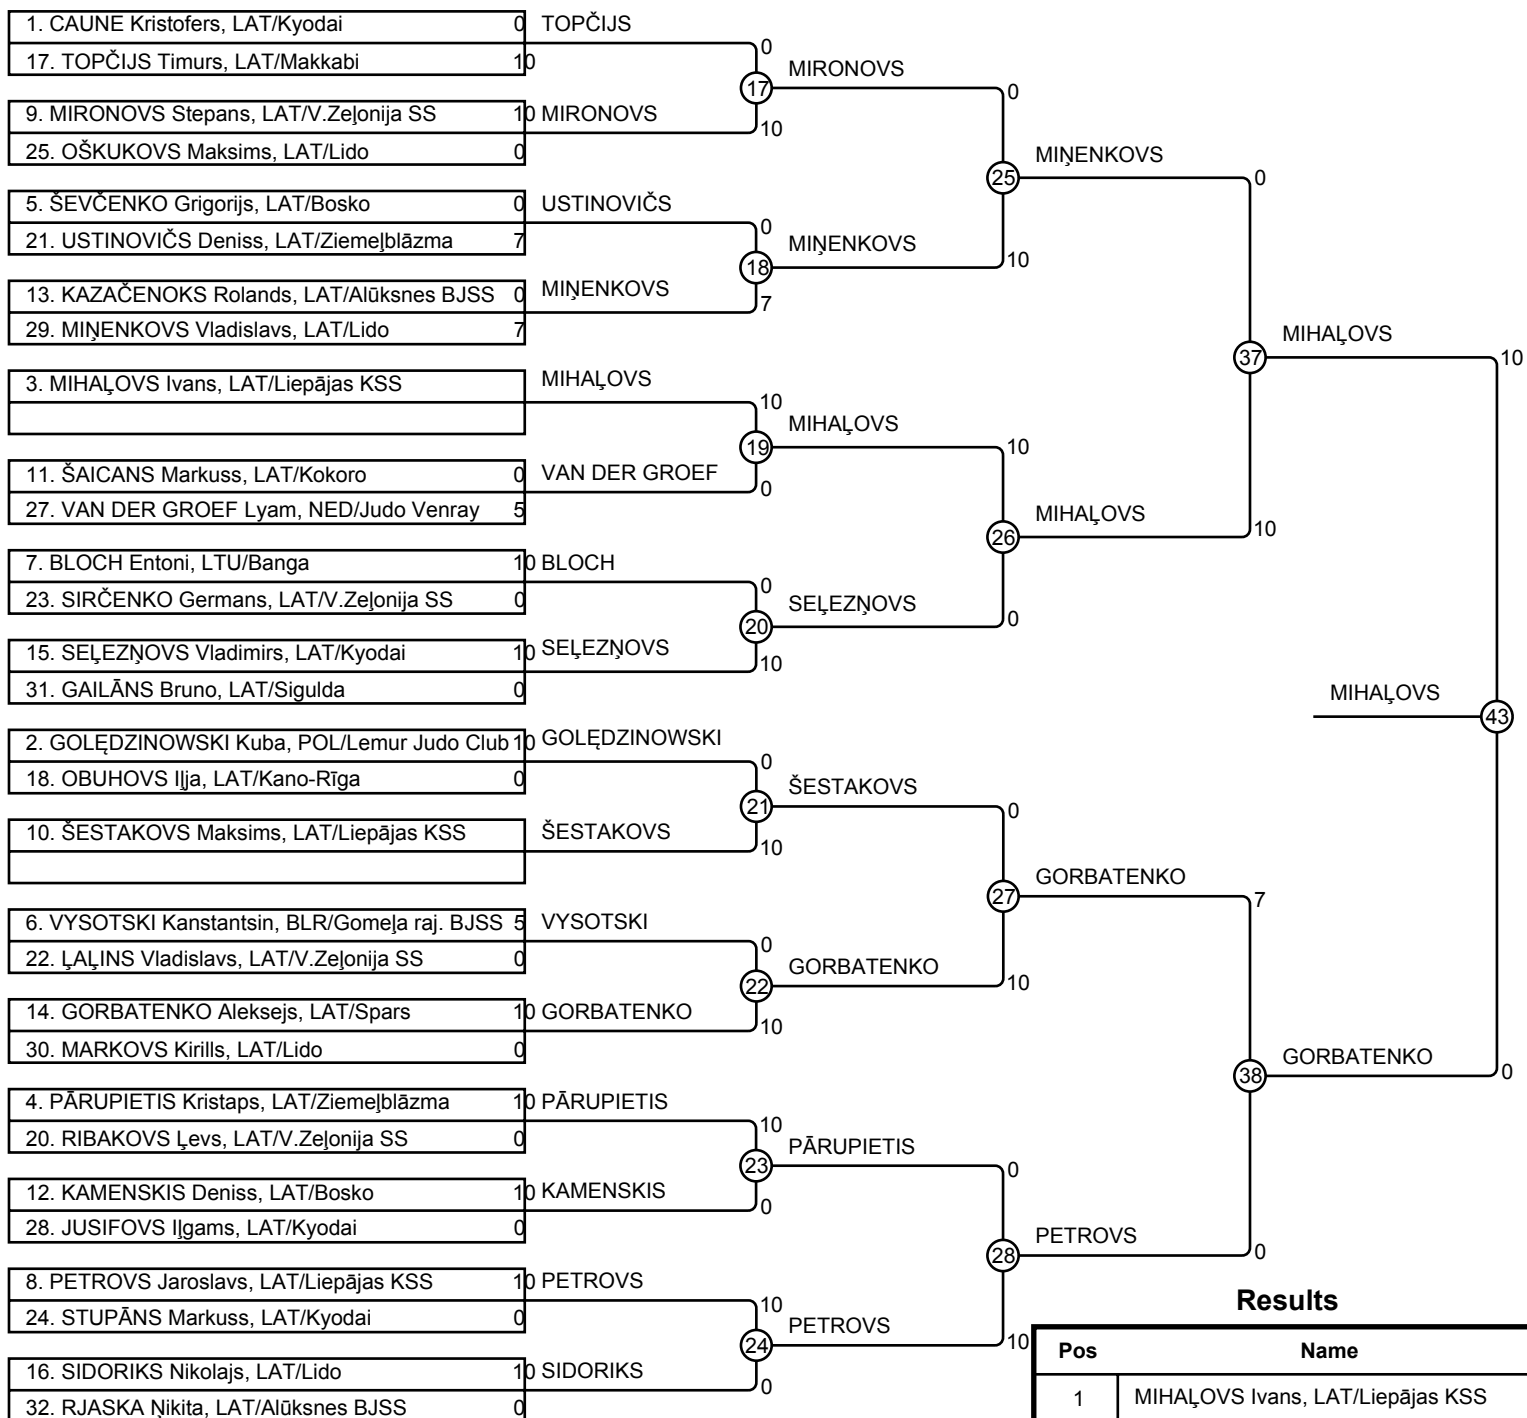 1. CAUNE Kristofers, LAT/Kyodai 0 TOPČIJS
17. TOPČIJS Timurs, LAT/Makkabi 10
0
17 MIRONOVS
10
9. MIRONOVS Stepans, LAT/V.Zeļonija SS 10 MIRONOVS
25. OŠKUKOVS Maksims, LAT/Lido 0
0
25 MIŅENKOVS
10
5. ŠEVČENKO Grigorijs, LAT/Bosko 0 USTINOVIČS
21. USTINOVIČS Deniss, LAT/Ziemeļblāzma 7
0
18 MIŅENKOVS
7
13. KAZAČENOKS Rolands, LAT/Alūksnes BJSS 0 MIŅENKOVS
29. MIŅENKOVS Vladislavs, LAT/Lido 7
0
37 MIHAĻOVS
10
3. MIHAĻOVS Ivans, LAT/Liepājas KSS MIHAĻOVS
10
19 MIHAĻOVS
0
11. ŠAICANS Markuss, LAT/Kokoro 0 VAN DER GROEF
27. VAN DER GROEF Lyam, NED/Judo Venray 5
10
26 MIHAĻOVS
0
7. BLOCH Entoni, LTU/Banga 10 BLOCH
23. SIRČENKO Germans, LAT/V.Zeļonija SS 0
0
20 SEĻEZŅOVS
10
15. SEĻEZŅOVS Vladimirs, LAT/Kyodai 10 SEĻEZŅOVS
31. GAILĀNS Bruno, LAT/Sigulda 0
10
MIHAĻOVS 43
0
2. GOLĘDZINOWSKI Kuba, POL/Lemur Judo Club 10 GOLĘDZINOWSKI
18. OBUHOVS Iļja, LAT/Kano-Rīga 0
0
21 ŠESTAKOVS
10
10. ŠESTAKOVS Maksims, LAT/Liepājas KSS ŠESTAKOVS
0
27 GORBATENKO
10
6. VYSOTSKI Kanstantsin, BLR/Gomeļa raj. BJSS 5 VYSOTSKI
22. ĻAĻINS Vladislavs, LAT/V.Zeļonija SS 0
0
22 GORBATENKO
10
14. GORBATENKO Aleksejs, LAT/Spars 10 GORBATENKO
30. MARKOVS Kirills, LAT/Lido 0
7
38 GORBATENKO
0
4. PĀRUPIETIS Kristaps, LAT/Ziemeļblāzma 10 PĀRUPIETIS
20. RIBAKOVS Ļevs, LAT/V.Zeļonija SS 0
10
23 PĀRUPIETIS
0
12. KAMENSKIS Deniss, LAT/Bosko 10 KAMENSKIS
28. JUSIFOVS Iļgams, LAT/Kyodai 0
0
28 PETROVS
10
8. PETROVS Jaroslavs, LAT/Liepājas KSS 10 PETROVS
24. STUPĀNS Markuss, LAT/Kyodai 0
10
24 PETROVS
0
16. SIDORIKS Nikolajs, LAT/Lido 10 SIDORIKS
32. RJASKA Ņikita, LAT/Alūksnes BJSS 0
Results
Pos Name
1 MIHAĻOVS Ivans, LAT/Liepājas KSS